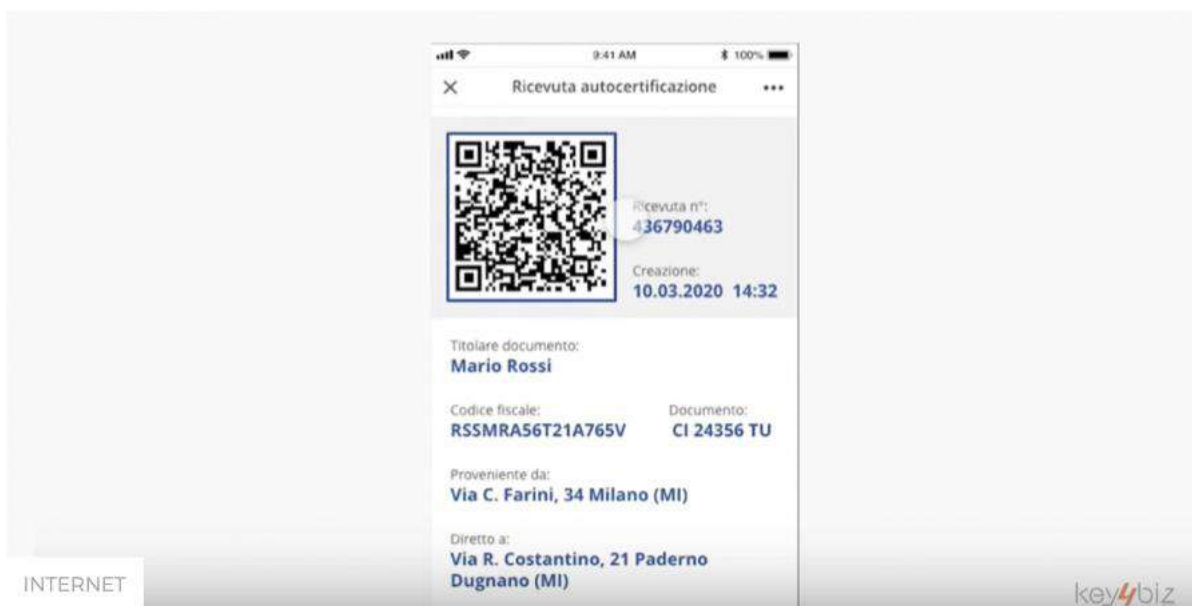 9:41 AM
100%
Ricevuta autocertificazione
Ricevuta n°:
436790463
Creazione:
10.03.2020 14:32
Titolare documento:
Mario Rossi
Codice fiscale:
Documento:
RSSMRA56T21A765V
CI 24356 TU
Proveniente da:
Via C. Farini, 34 Milano (MI)
Diretto a:
Via R. Costantino, 21 Paderno
Dugnano (MI)
INTERNET
key4biz